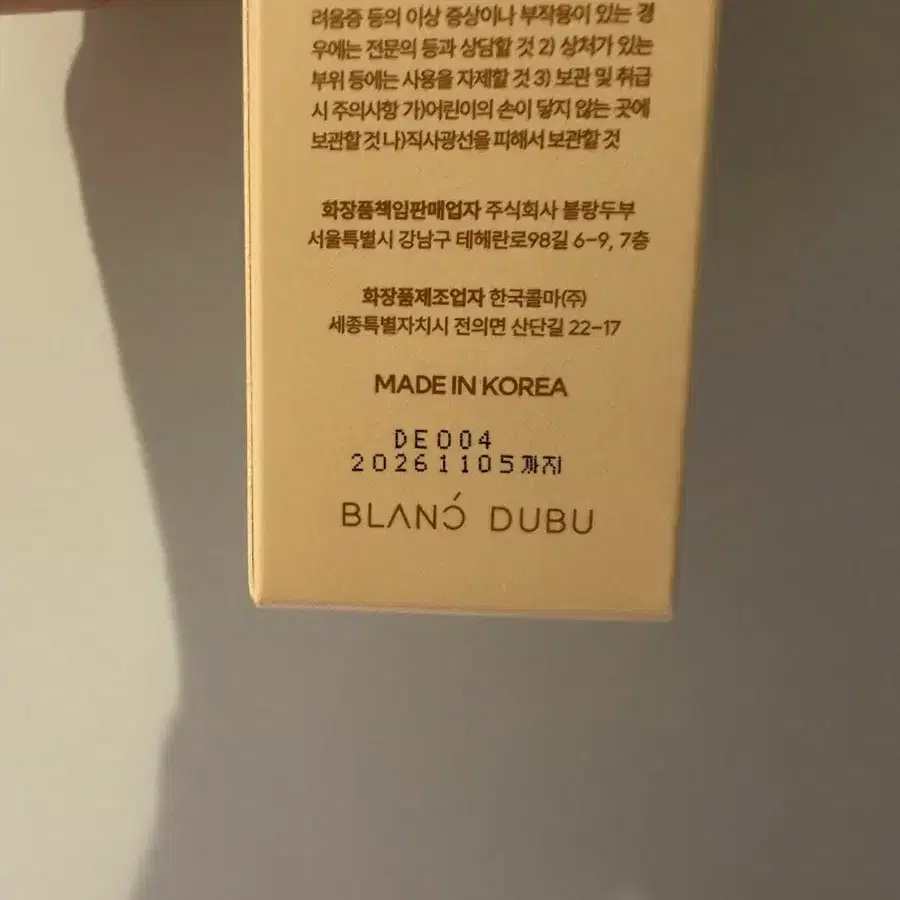 려움증 등의 이상 증상이나 부작용이 있는 경
우에는 전문의 등과 상담할 것 2) 상처가 있는
부위 등에는 사용을 자제할 것 3) 보관 및 취급
시 주의사항 가)어린이의 손이 닿지 않는 곳에
보관할 것 나)직사광선을 피해서 보관할 것
화장품책임판매업자 주식회사 블랑두부
서울특별시 강남구 테헤란로98길 6-9, 7층
화장품제조업자 한국콜마(주)
세종특별자치시 전의면 산단길 22-17
MADE IN KOREA
DE004
20261105까지
BLANÓ DUBU